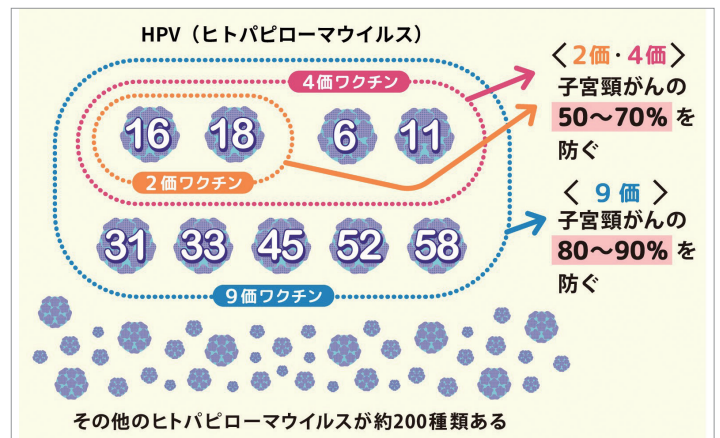 HPV（ヒトパピローマウイルス）
4価ワクチン
16 18 6 11
2価ワクチン
31 33 45 52 58
9価ワクチン
その他のヒトパピローマウイルスが約200種類ある
〈2価・4価〉
子宮頸がんの
50〜70% を
防ぐ
〈 9価 〉
子宮頸がんの
80〜90% を
防ぐ